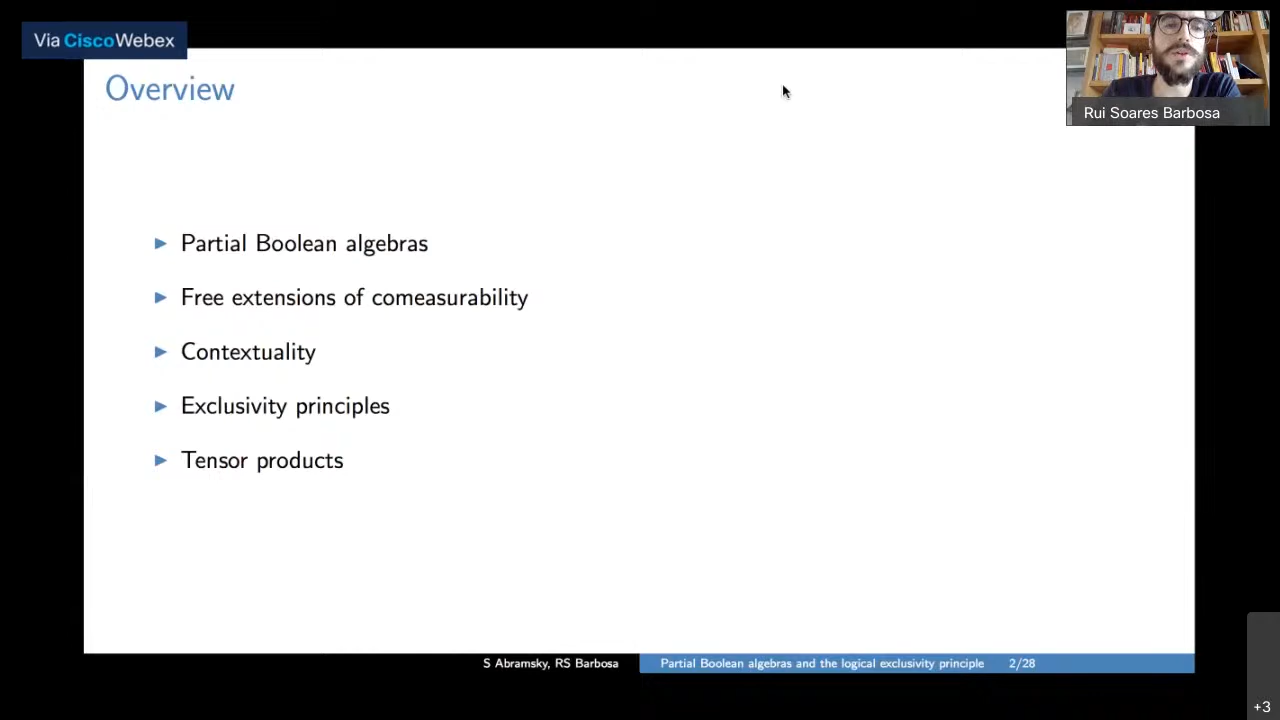 Via Cisco Webex
Overview
Rui Soares Barbosa
▶ Partial Boolean algebras
▶ Free extensions of comeasurability
▶ Contextuality
▶ Exclusivity principles
▶ Tensor products
S Abramsky, RS Barbosa
Partial Boolean algebras and the logical exclusivity principle 2/28
+3